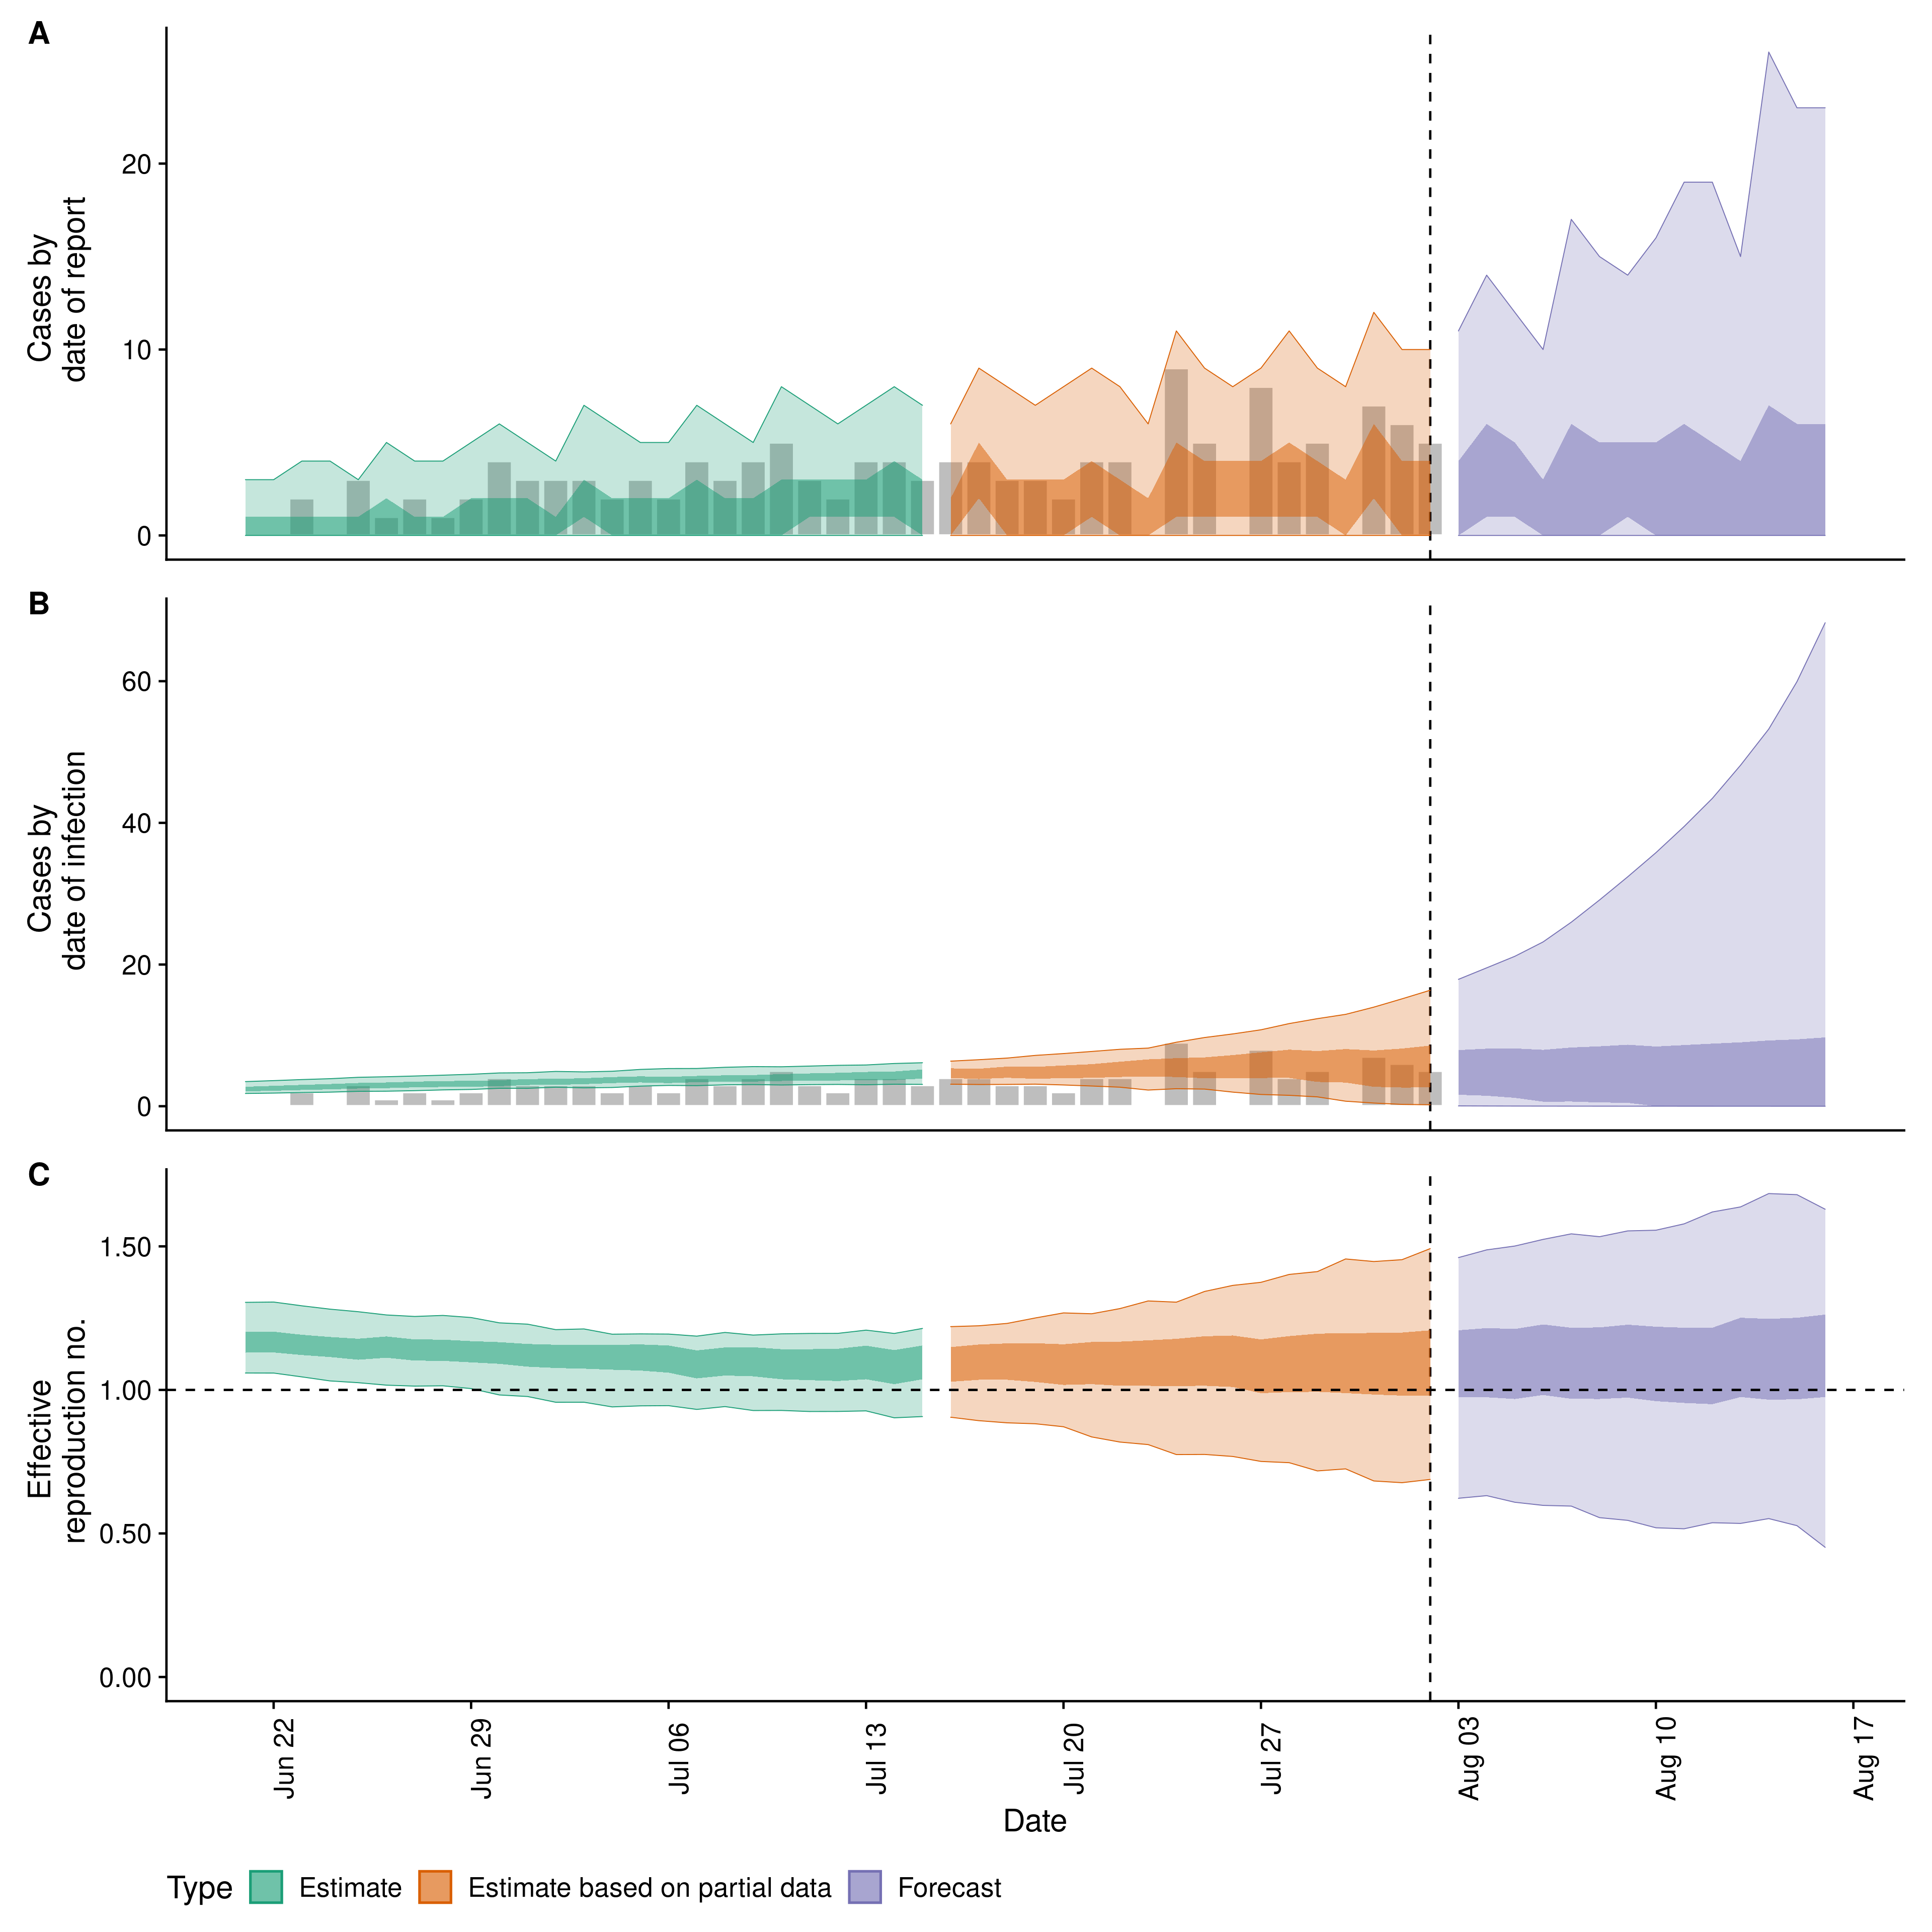 A
Cases by
date of report
20
10
0
B
Cases by
date of infection
60
40
20
0
C
Effective
reproduction no.
1.50
1.00
0.50
0.00
Jun 22
Jun 29
Jul 06
Jul 13
Jul 20
Jul 27
Aug 03
Aug 10
Aug 17
Date
Type Estimate Estimate based on partial data Forecast